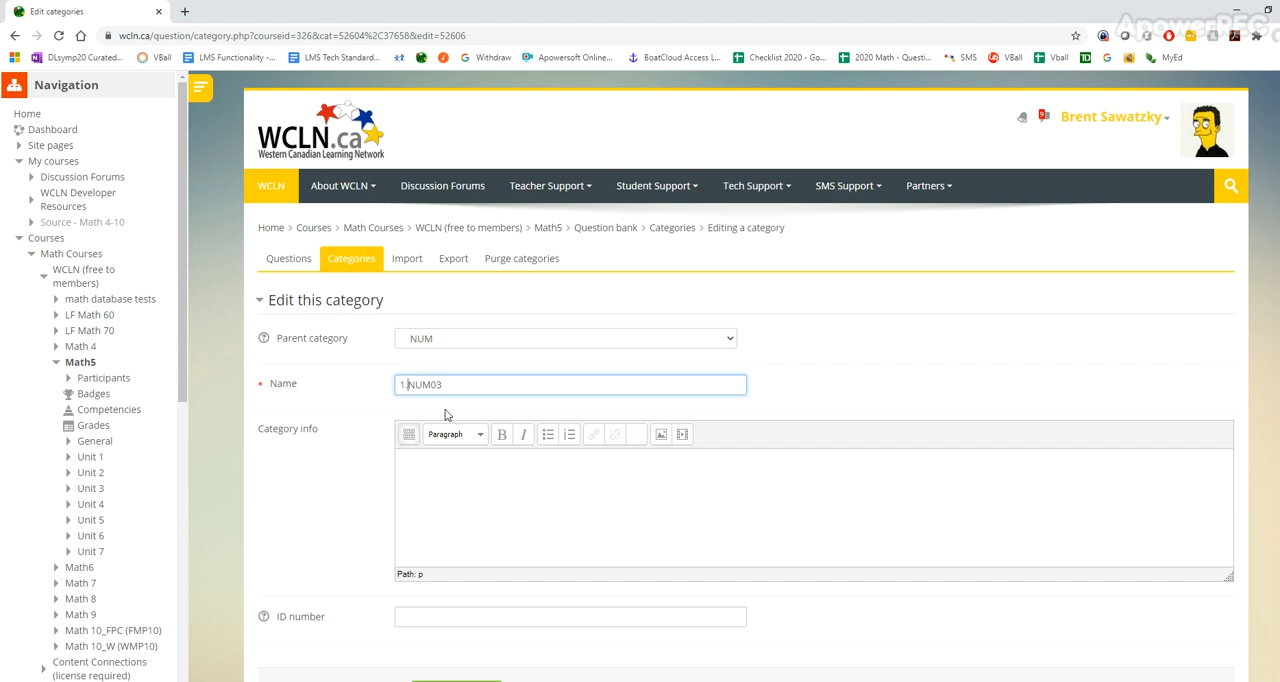 Edit categories
ApowerREC
wcln.ca/question/category.php?courseid=326&cat=52604%2C37658&edit=52608
DLsymp20 Curated...
VBall
LMS Functionality -...
LMS Tech Standard...
Withdraw
Apowersoft Online...
BoatCloud Access L...
Checklist 2020 - Go...
2020 Math - Questi...
SMS
VBall
Vball
MyEd
Navigation
Home
Dashboard
Site pages
My courses
Discussion Forums
WCLN Developer
Resources
Source - Math 4-10
Courses
Math Courses
WCLN (free to
members)
math database tests
LF Math 60
LF Math 70
Math 4
Math5
Participants
Badges
Competencies
Grades
General
Unit 1
Unit 2
Unit 3
Unit 4
Unit 5
Unit 6
Unit 7
Math6
Math 7
Math 8
Math 9
Math 10_FPC (FMP10)
Math 10_W (WMP10)
Content Connections
(license required)
WCLN.ca
Western Canadian Learning Network
Brent Sawatzky
WCLN
About WCLN
Discussion Forums
Teacher Support
Student Support
Tech Support
SMS Support
Partners
Home > Courses > Math Courses > WCLN (free to members) > Math5 > Question bank > Categories > Editing a category
Questions
Categories
Import
Export
Purge categories
Edit this category
Parent category
NUM
Name
1.NUM03
Category info
Paragraph
B
I
Path: p
ID number